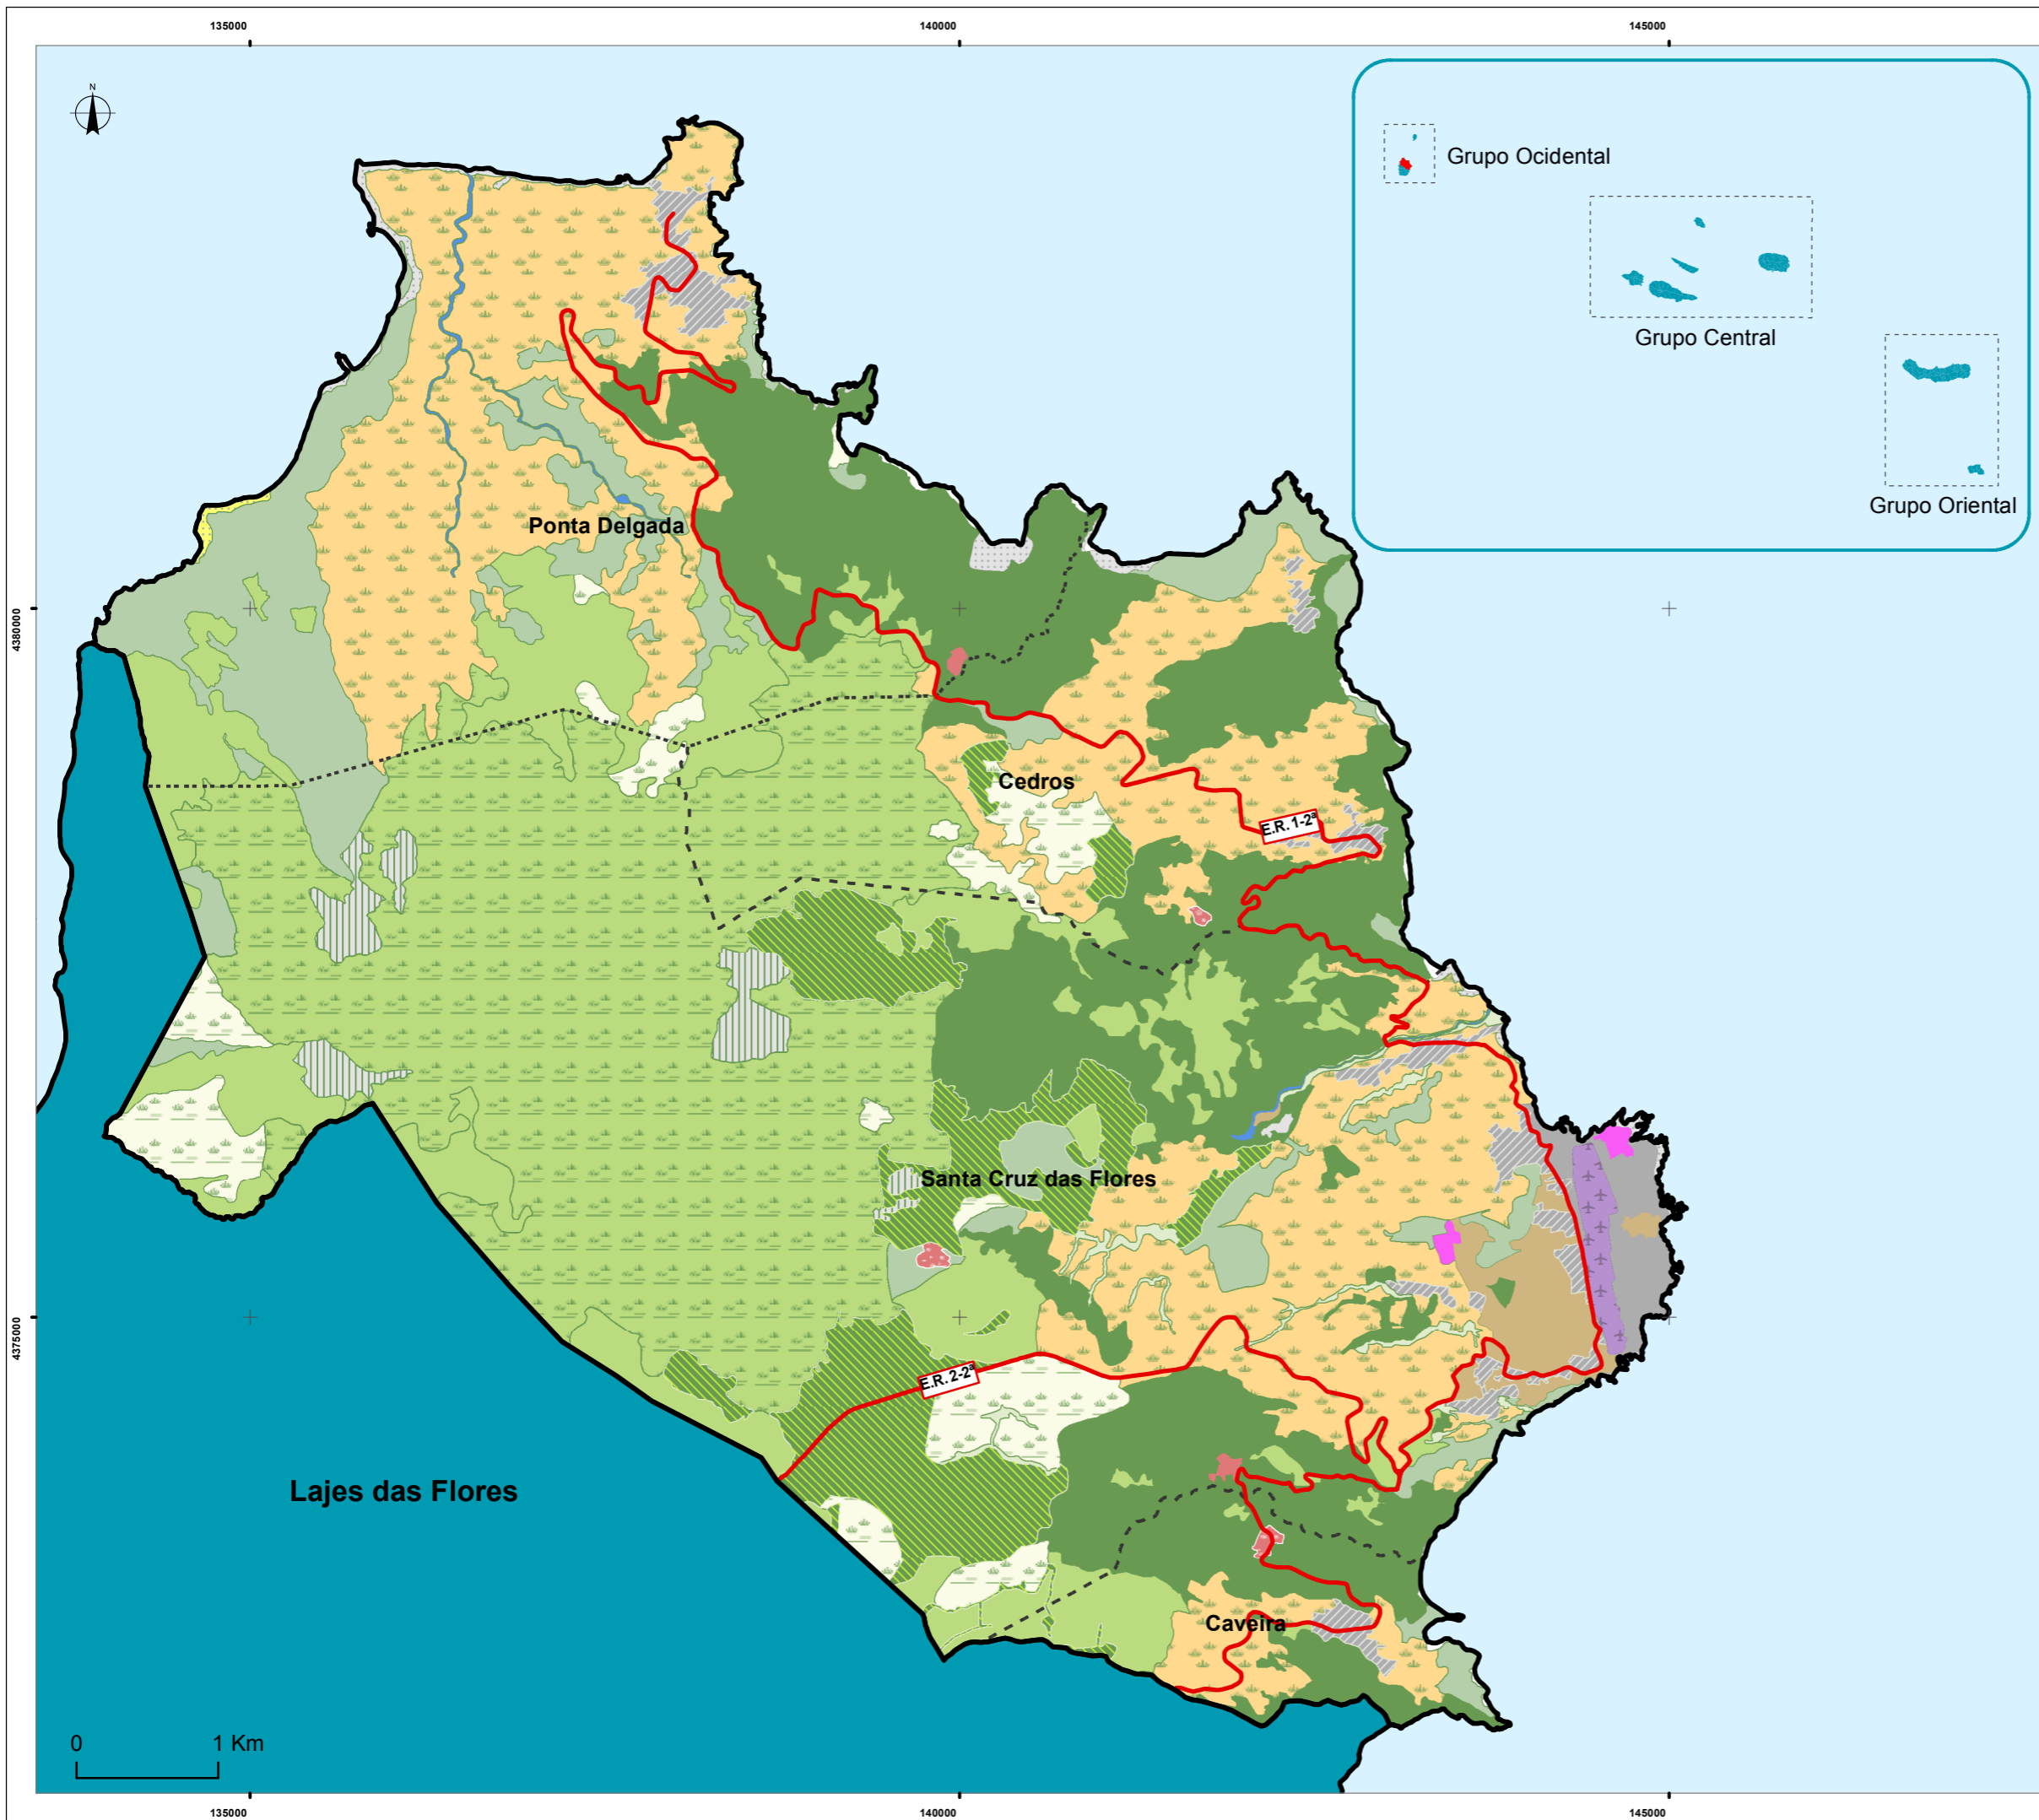 135000
140000
145000
N
Grupo Ocidental
Grupo Central
Grupo Oriental
Ponta Delgada
4380000
Cedros
E.R. 1-2ª
Santa Cruz das Flores
4375000
E.R. 2-2ª
Lajes das Flores
Caveira
0 1 Km
135000
140000
145000